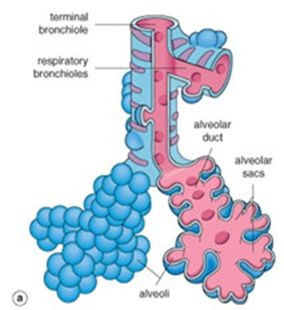 terminal
bronchiole
respiratory
bronchioles
alveolar
duct
alveolar
sacs
alveoli
a